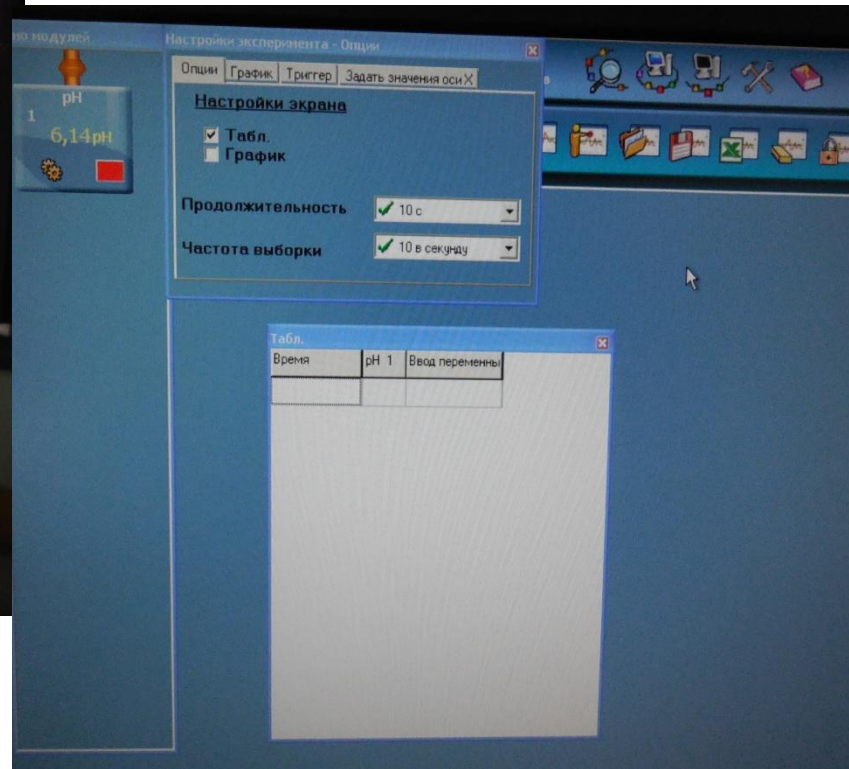 но модулей
pH
1
6,14pH
Настройки эксперимента - Опции
Опции График Триггер Задать значения оси X
Настройки экрана
Табл.
График
Продолжительность 10 с
Частота выборки 10 в секунду
Табл.
Время pH 1 Ввод переменны